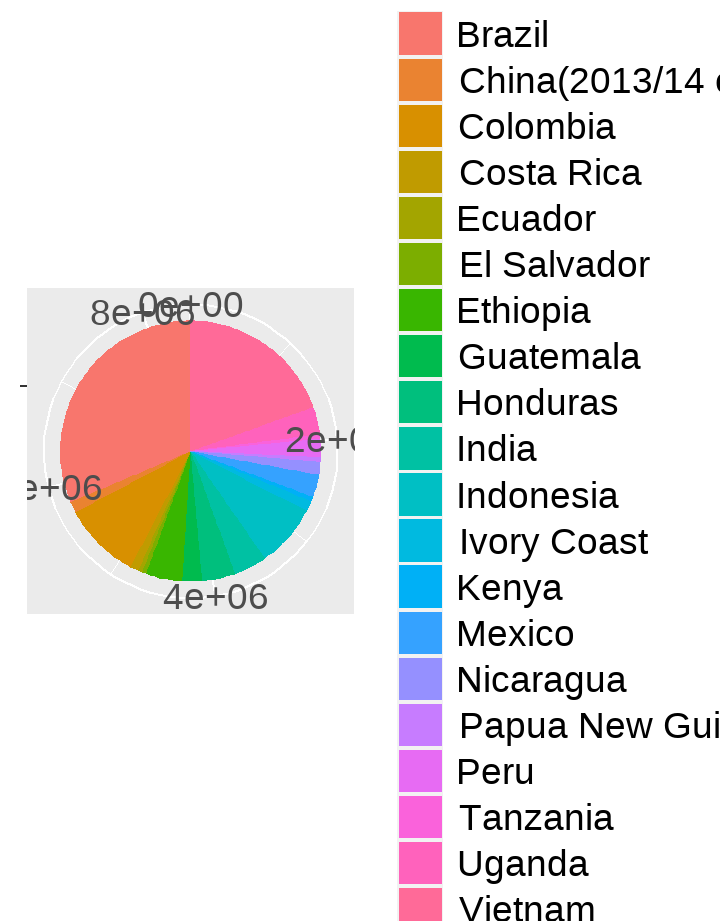 0e+00
8e+06
2e+0
e+06
4e+06
Brazil
China(2013/14
Colombia
Costa Rica
Ecuador
El Salvador
Ethiopia
Guatemala
Honduras
India
Indonesia
Ivory Coast
Kenya
Mexico
Nicaragua
Papua New Gui
Peru
Tanzania
Uganda
Vietnam